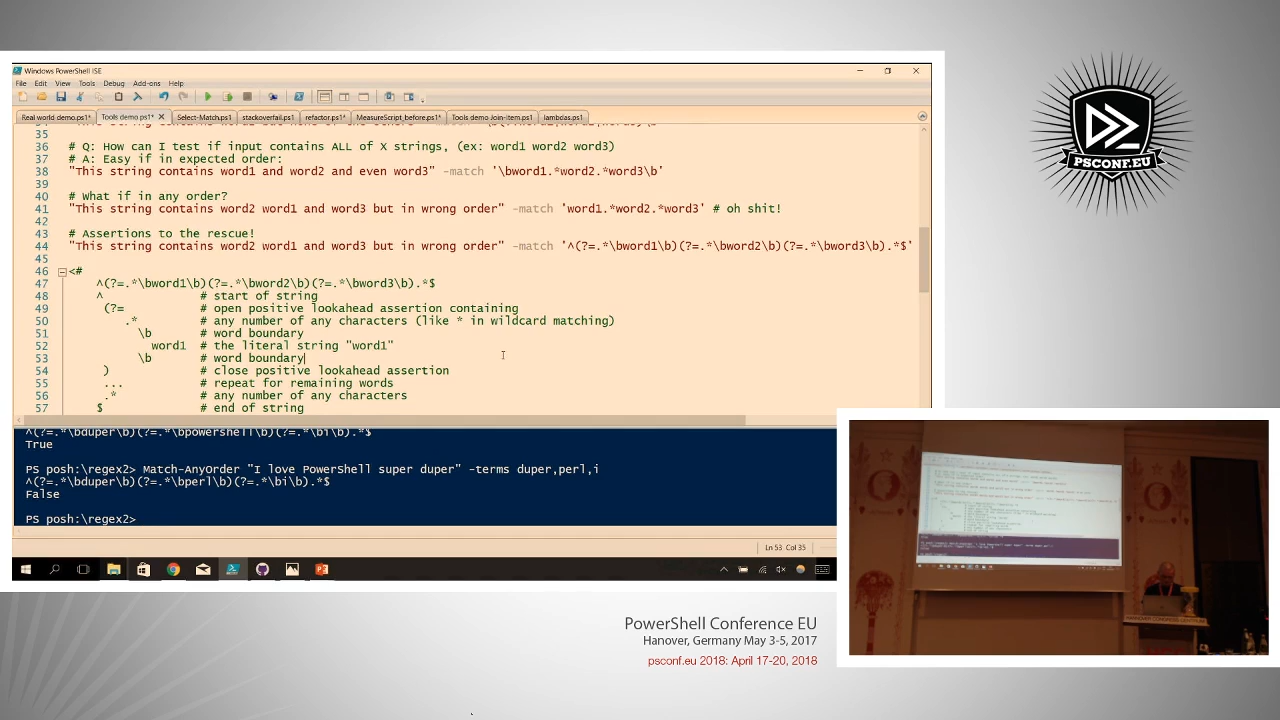 Windows PowerShell ISE
File Edit View Tools Debug Add-ons Help
Real world demo.ps1* Tools demo.ps1* X Select-Match.ps1 stackoverfail.ps1 refactor.ps1* MeasureScript_before.ps1* Tools demo Join-item.ps1 lambdas.ps1
35
36 # Q: How can I test if input contains ALL of X strings, (ex: word1 word2 word3)
37 # A: Easy if in expected order:
38 "This string contains word1 and word2 and even word3" -match '\bword1.*word2.*word3\b'
39
40 # What if in any order?
41 "This string contains word2 word1 and word3 but in wrong order" -match 'word1.*word2.*word3' # oh shit!
42
43 # Assertions to the rescue!
44 "This string contains word2 word1 and word3 but in wrong order" -match '^(?=.*\bword1\b)(?=.*\bword2\b)(?=.*\bword3\b).*$'
45
46 <#
47 ^(?=.*\bword1\b)(?=.*\bword2\b)(?=.*\bword3\b).*$
48 ^ # start of string
49 (?= # open positive lookahead assertion containing
50 .* # any number of any characters (like * in wildcard matching)
51 \b # word boundary
52 word1 # the literal string "word1"
53 \b # word boundary
54 ) # close positive lookahead assertion
55 ... # repeat for remaining words
56 .* # any number of any characters
57 $ # end of string
^(?=.*\bduper\b)(?=.*\bpowershell\b)(?=.*\bi\b).*$
True
PS posh:\regex2> Match-AnyOrder "I love PowerShell super duper" -terms duper,perl,i
^(?=.*\bduper\b)(?=.*\bperl\b)(?=.*\bi\b).*$
False
PS posh:\regex2>
Ln 53 Col 35
PSCONF.EU
PowerShell Conference EU
Hanover, Germany May 3-5, 2017
psconf.eu 2018: April 17-20, 2018